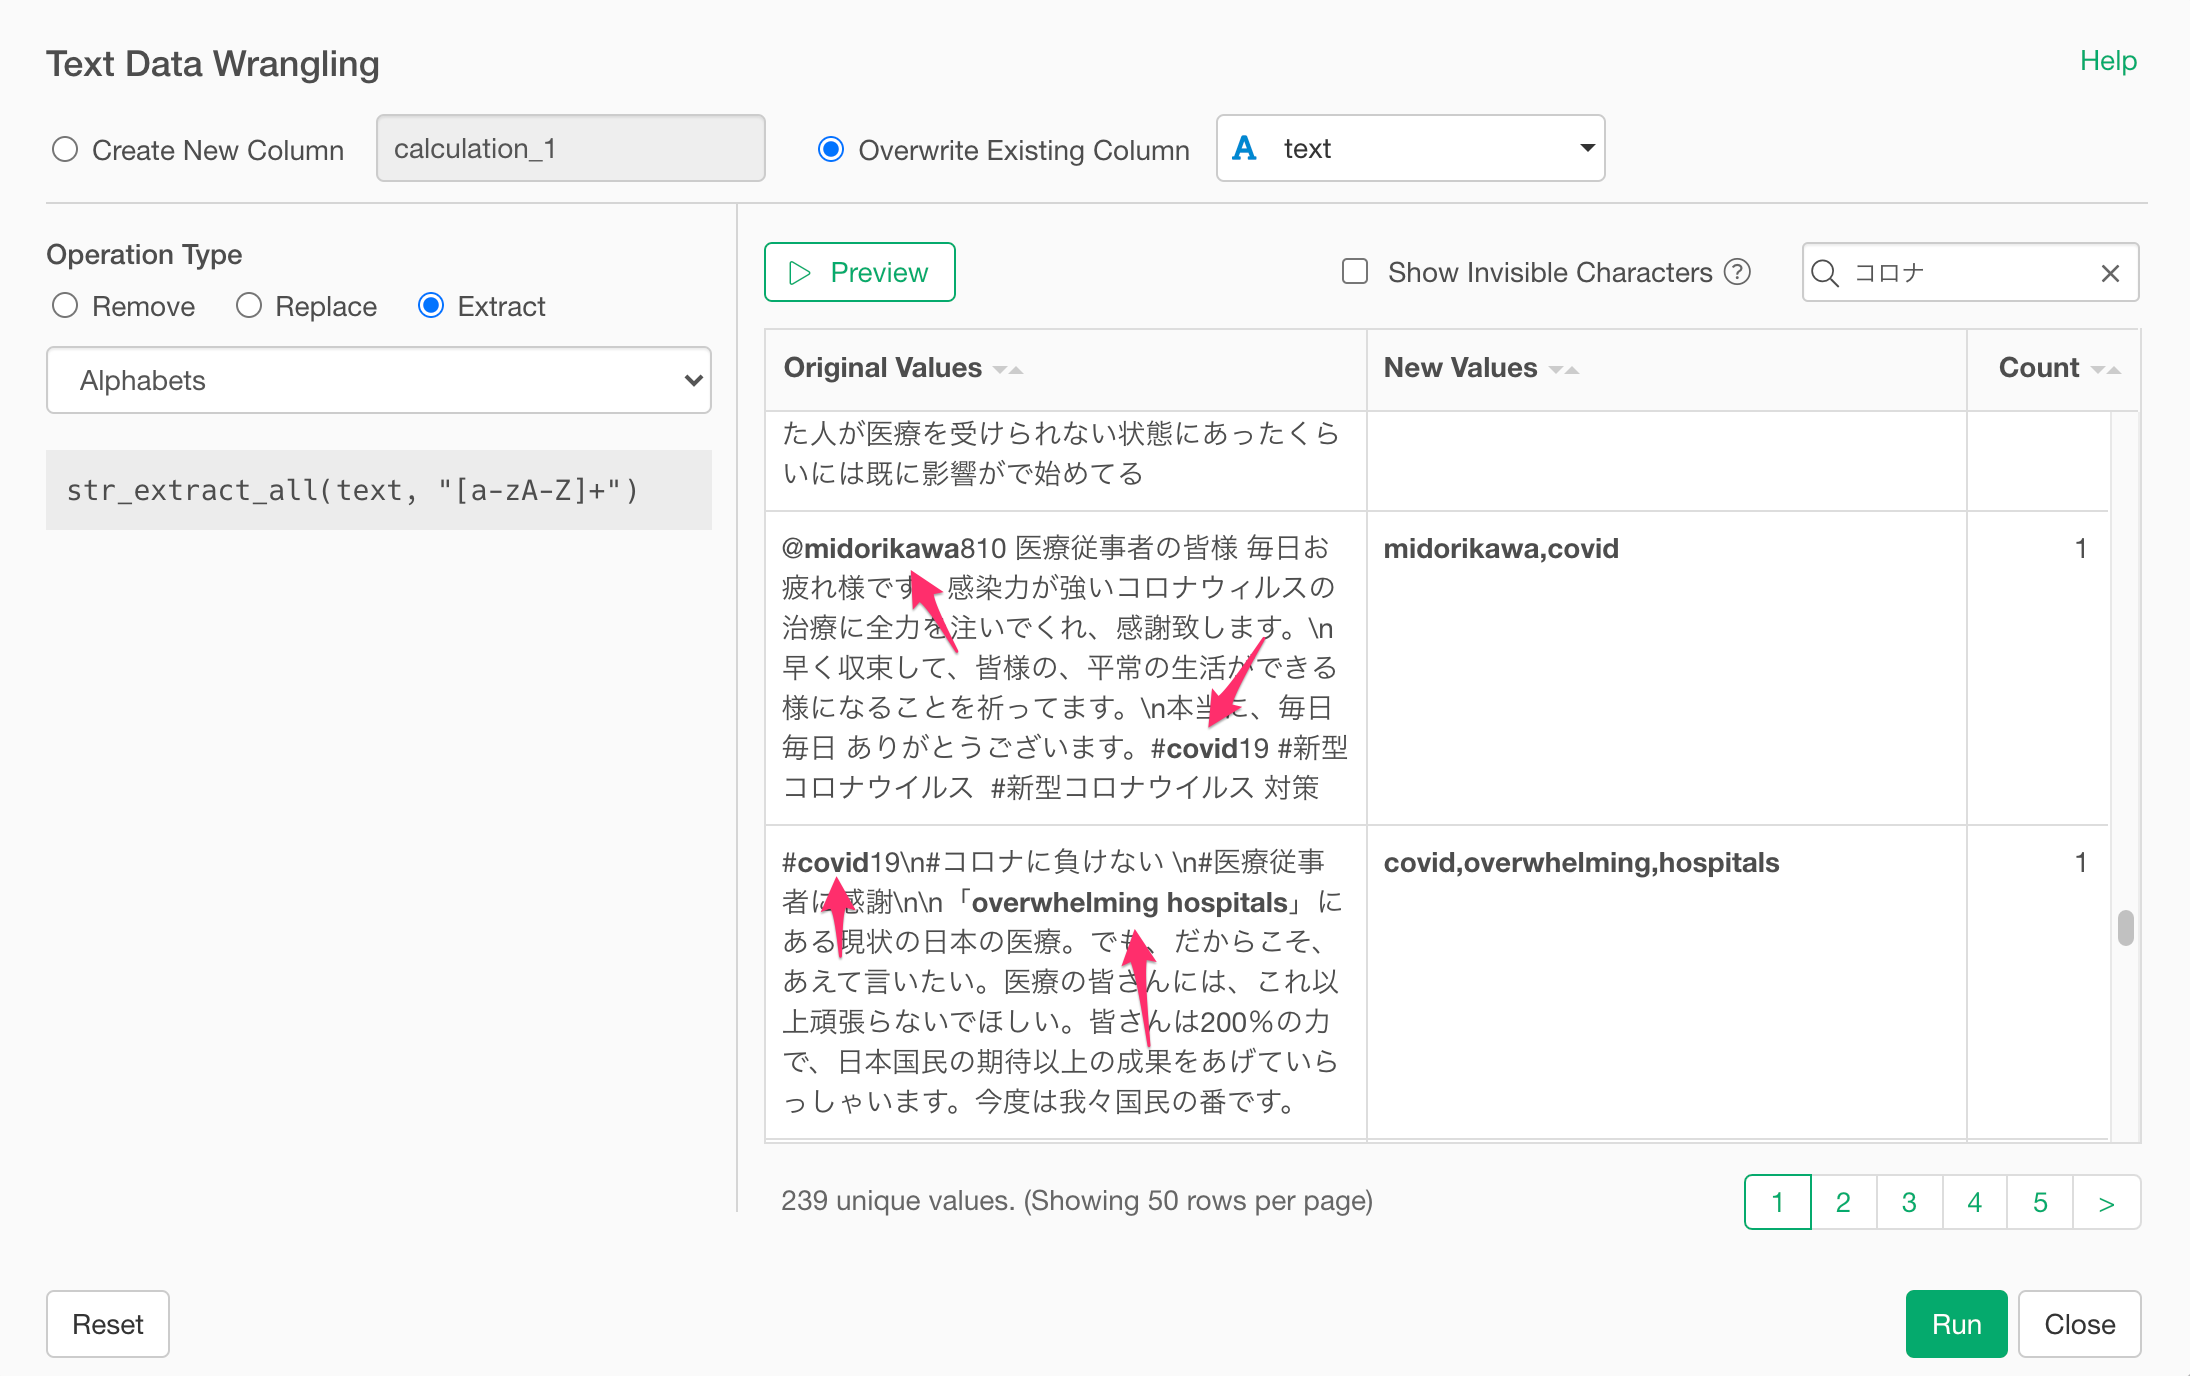 Text Data Wrangling
Help
Create New Column
calculation_1
Overwrite Existing Column
A text
Operation Type
Remove
Replace
Extract
Alphabets
str_extract_all(text, "[a-zA-Z]+")
Preview
Show Invisible Characters ?
コロナ
Original Values
New Values
Count
た人が医療を受けられない状態にあったくら
いには既に影響がで始めてる
@midorikawa810 医療従事者の皆様 毎日お
疲れ様です 感染力が強いコロナウィルスの
治療に全力を注いでくれ、感謝致します。\n
早く収束して、皆様の、平常の生活ができる
様になることを祈ってます。\n本当に、毎日
毎日 ありがとうございます。#covid19 #新型
コロナウイルス #新型コロナウイルス 対策
midorikawa,covid
1
#covid19\n#コロナに負けない \n#医療従事
者に感謝\n\n「overwhelming hospitals」に
ある現状の日本の医療。でも、だからこそ、
あえて言いたい。医療の皆さんには、これ以
上頑張らないでほしい。皆さんは200%の力
で、日本国民の期待以上の成果をあげていら
っしゃいます。今度は我々国民の番です。
covid,overwhelming,hospitals
1
239 unique values. (Showing 50 rows per page)
1 2 3 4 5 >
Reset
Run
Close